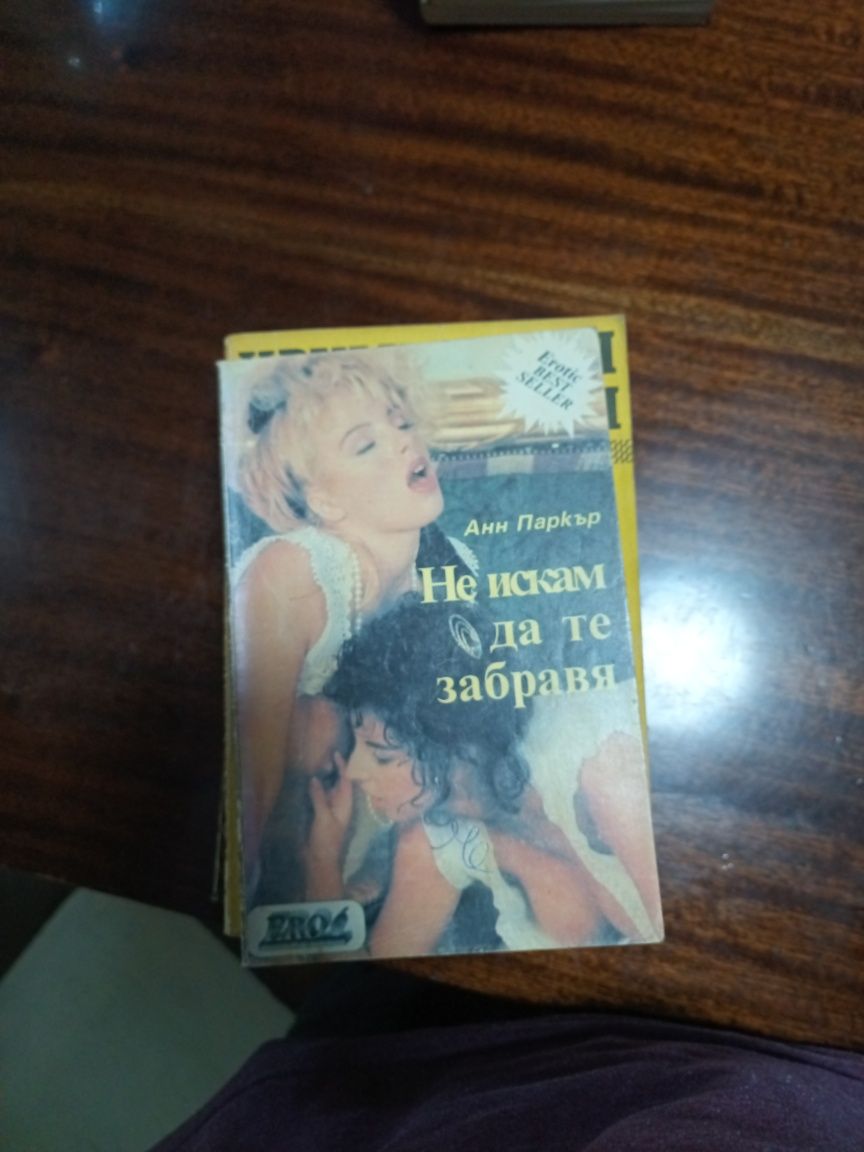 Erotic
BEST
SELLER
Анн Паркър
Не искам
да те
забравя
EROS